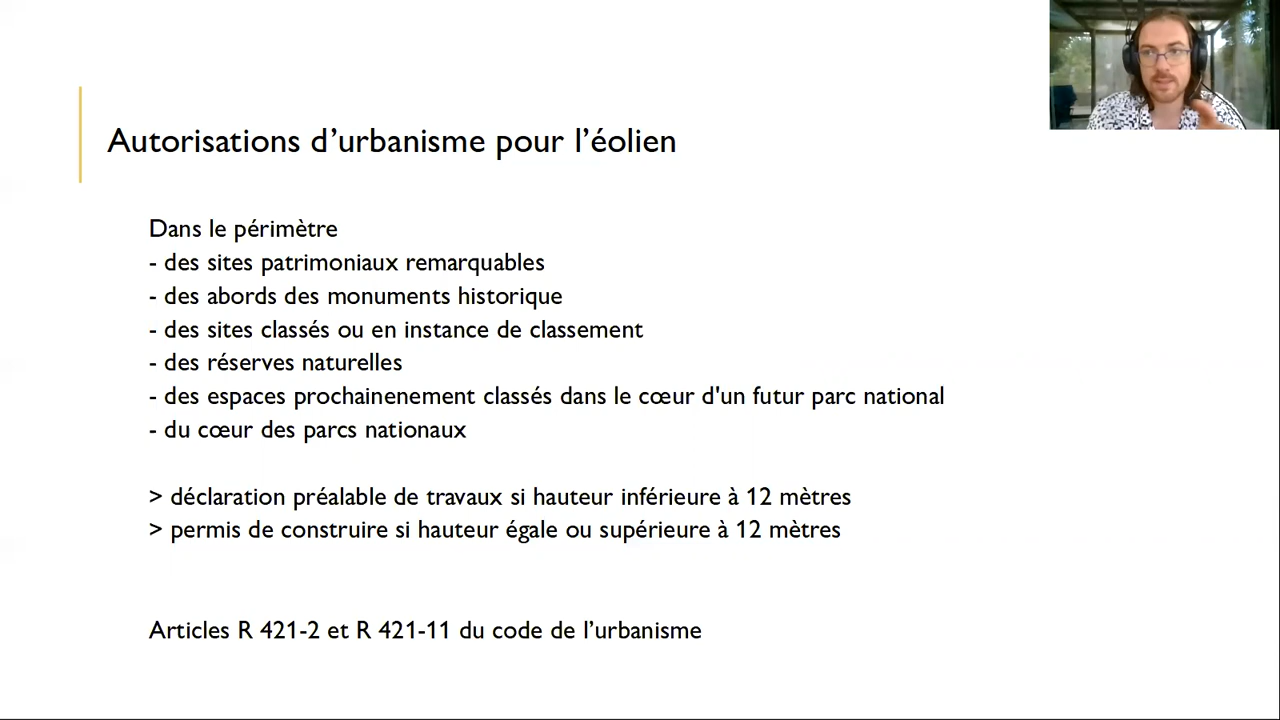 Autorisations d’urbanisme pour l’éolien
Dans le périmètre
- des sites patrimoniaux remarquables
- des abords des monuments historique
- des sites classés ou en instance de classement
- des réserves naturelles
- des espaces prochainenement classés dans le cœur d'un futur parc national
- du cœur des parcs nationaux
> déclaration préalable de travaux si hauteur inférieure à 12 mètres
> permis de construire si hauteur égale ou supérieure à 12 mètres
Articles R 421-2 et R 421-11 du code de l’urbanisme